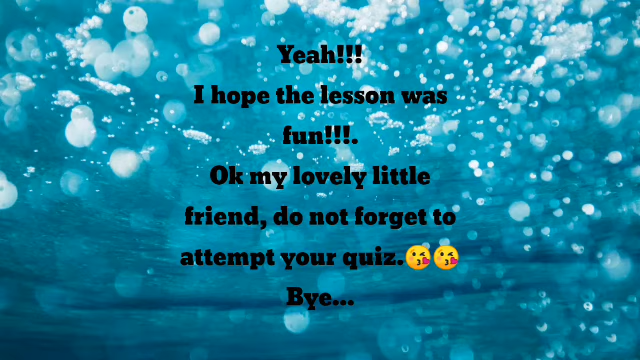 Yeah!!!
I hope the lesson was
fun!!!.
Ok my lovely little
friend, do not forget to
attempt your quiz.😘😘
Bye...